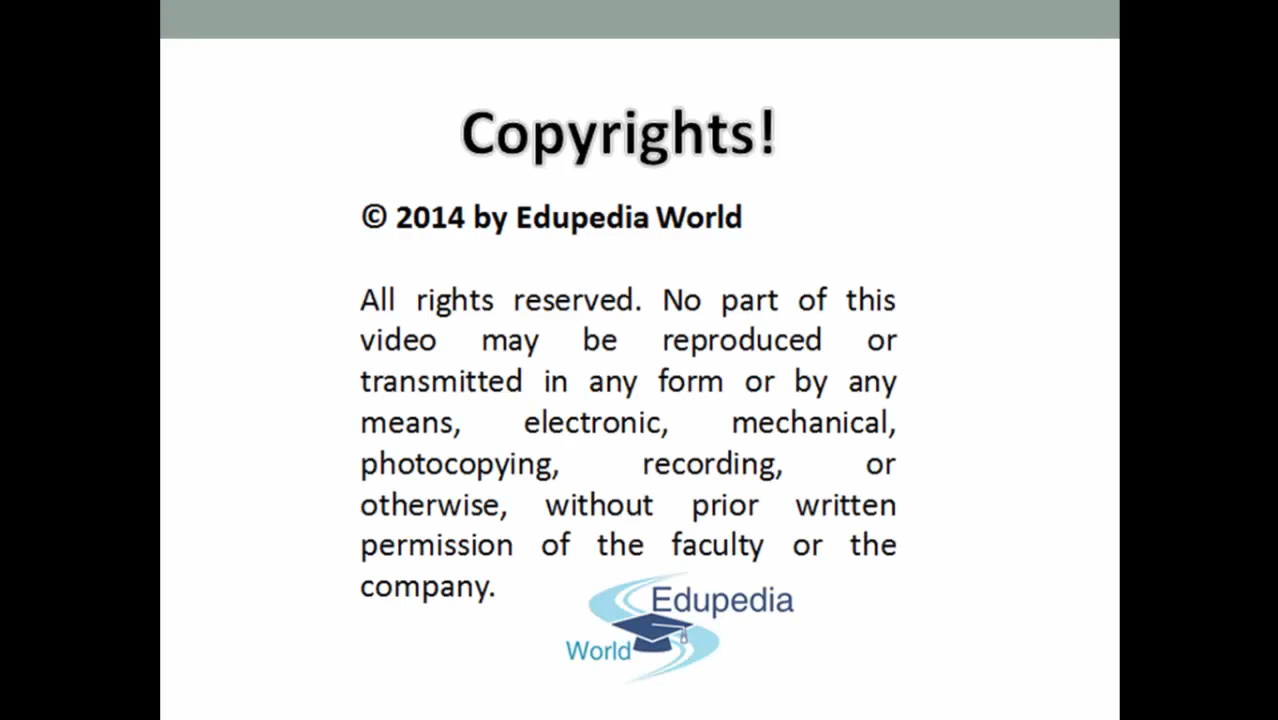 Copyrights!
© 2014 by Edupedia World
All rights reserved. No part of this
video may be reproduced or
transmitted in any form or by any
means, electronic, mechanical,
photocopying, recording, or
otherwise, without prior written
permission of the faculty or the
company.
Edupedia
World